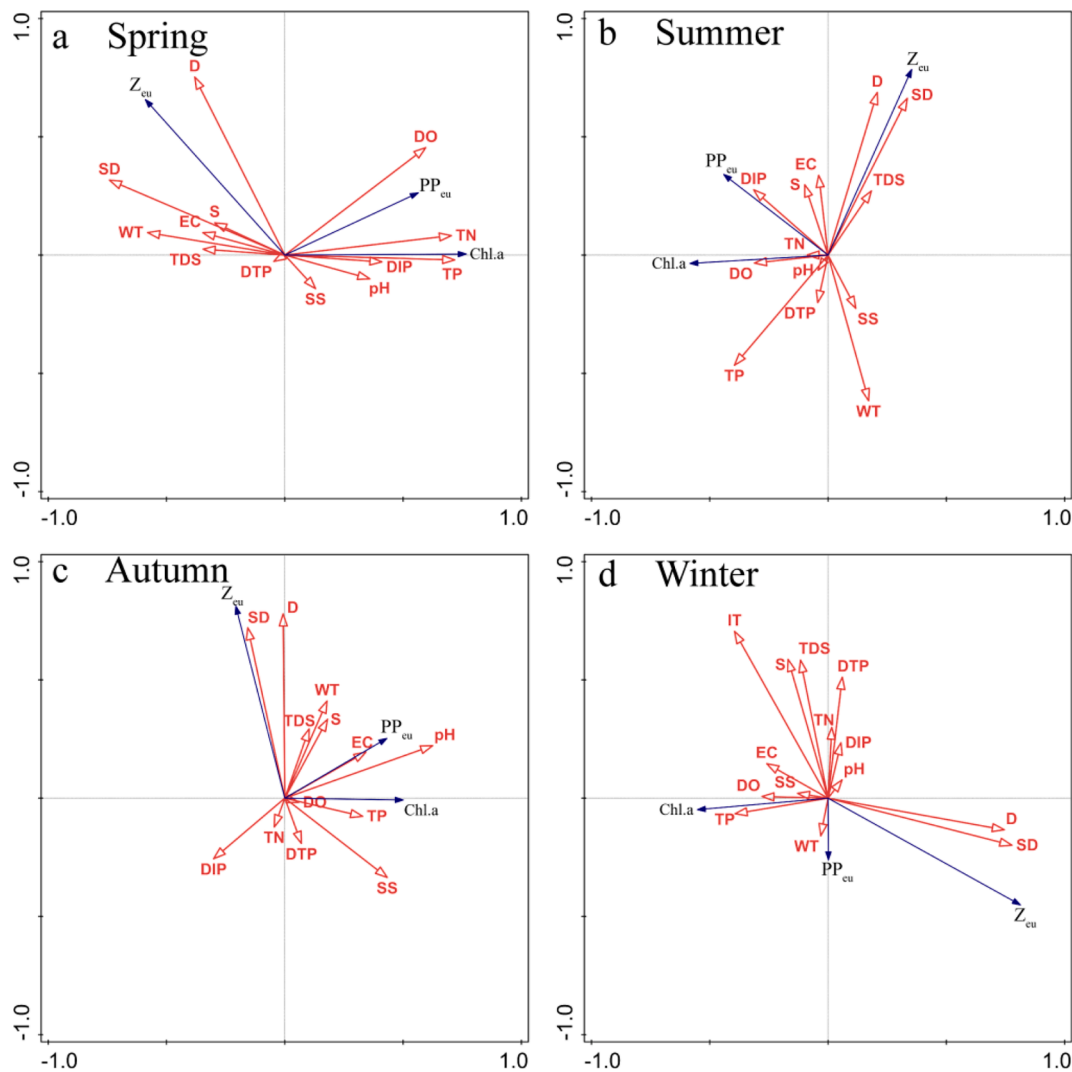 a Spring
1.0
D
Zeu
DO
SD
PPeu
S
EC
WT
TN
TDS
DTP
DIP
Chl.a
TP
SS
pH
-1.0
-1.0 1.0
b Summer
1.0
Zeu
D
SD
PPeu
EC
DIP
S
TDS
TN
Chl.a
DO
pH
DTP
SS
TP
WT
-1.0
-1.0 1.0
c Autumn
1.0
Zeu
SD
D
WT
TDS
S
PPeu
EC
pH
DO
Chl.a
TP
TN
DTP
DIP
SS
-1.0
-1.0 1.0
d Winter
1.0
IT
TDS
S
DTP
TN
DIP
EC
pH
DO
SS
Chl.a
TP
D
WT
SD
PPeu
Zeu
-1.0
-1.0 1.0